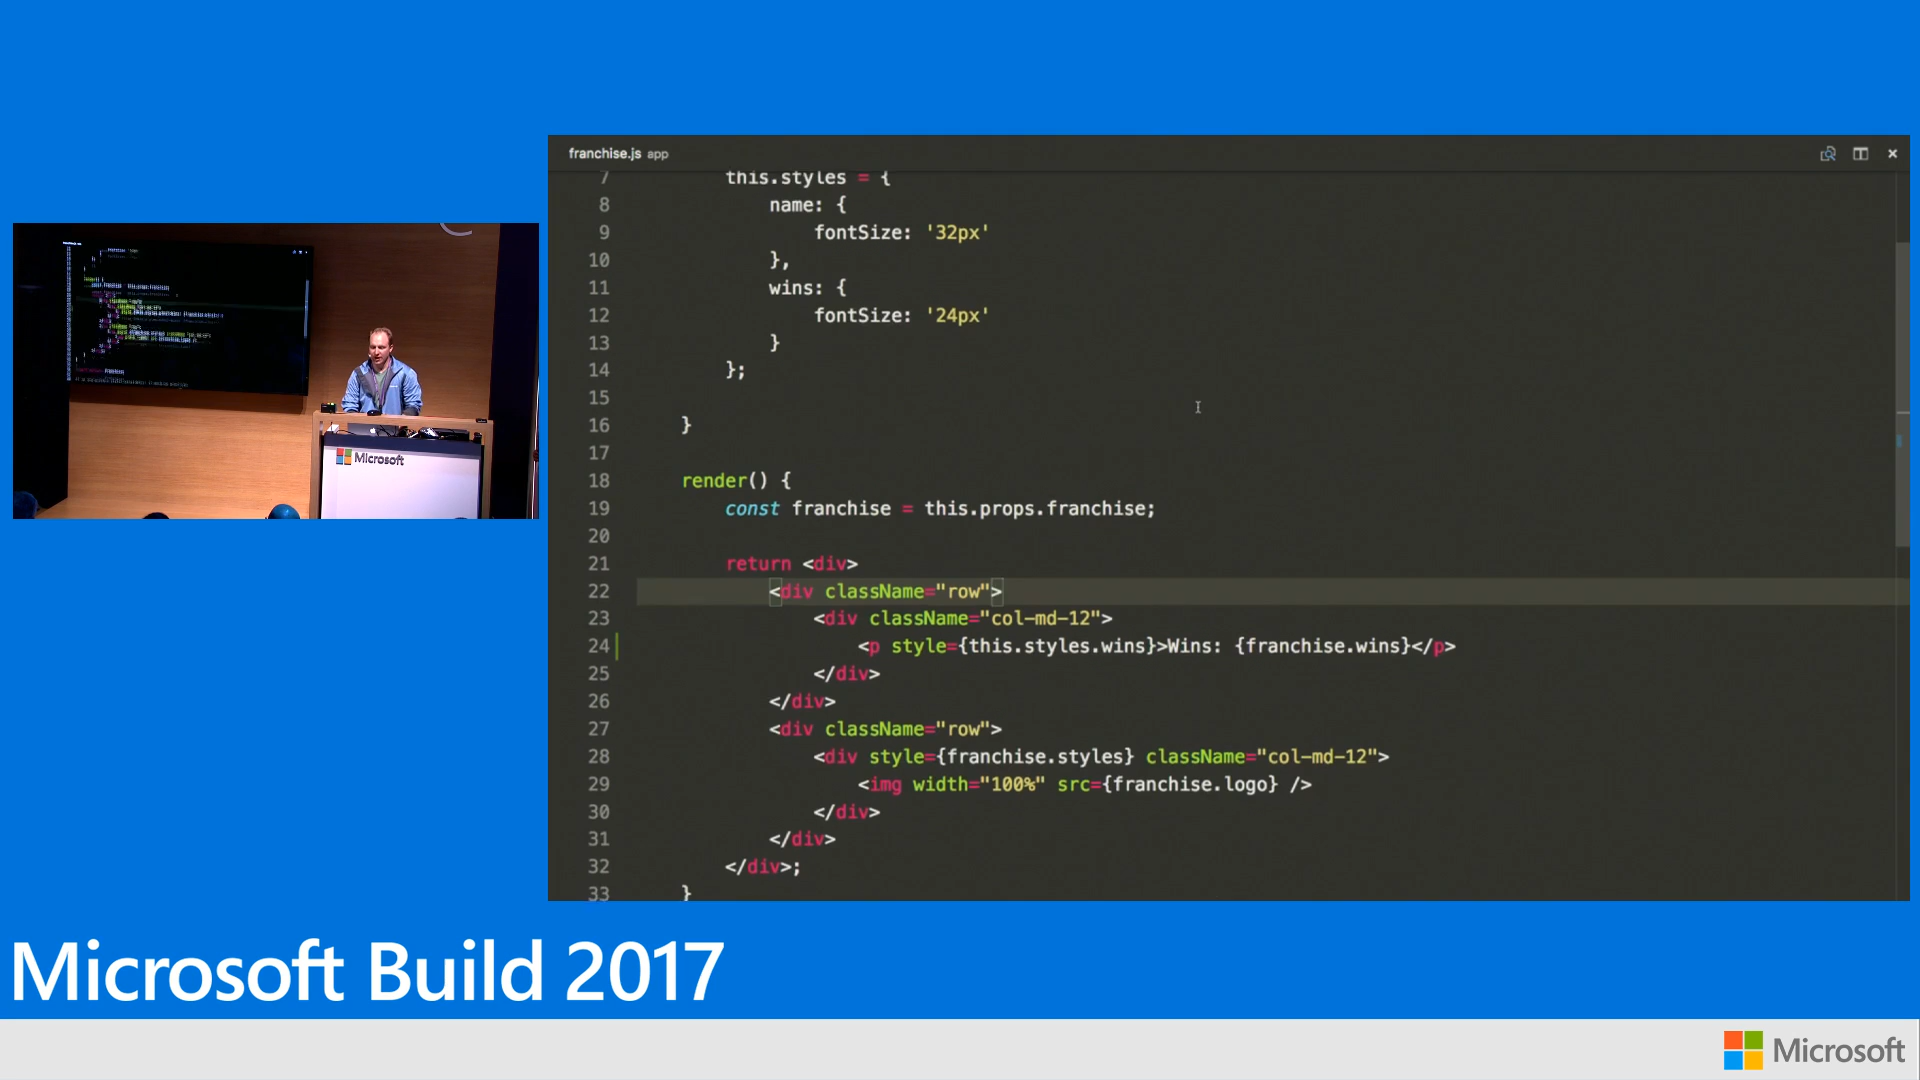 franchise.js app
7 this.styles = {
8 name: {
9 fontSize: '32px'
10 },
11 wins: {
12 fontSize: '24px'
13 }
14 };
15
16 }
17
18 render() {
19 const franchise = this.props.franchise;
20
21 return <div>
22 <div className="row">
23 <div className="col-md-12">
24 <p style={this.styles.wins}>Wins: {franchise.wins}</p>
25 </div>
26 </div>
27 <div className="row">
28 <div style={franchise.styles} className="col-md-12">
29 <img width="100%" src={franchise.logo} />
30 </div>
31 </div>
32 </div>;
33 }
Microsoft
Microsoft Build 2017
Microsoft